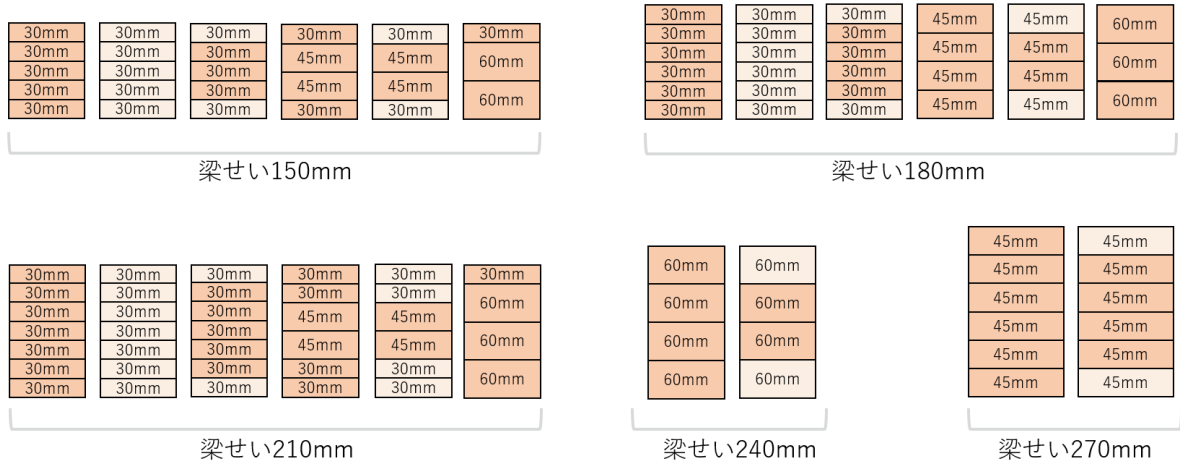 30mm 30mm 30mm 30mm 30mm 30mm
30mm 30mm 30mm 45mm 45mm 60mm
30mm 30mm 30mm 45mm 45mm 60mm
30mm 30mm 30mm 30mm 30mm
30mm 30mm 30mm
梁せい150mm
30mm 30mm 30mm 45mm 45mm 60mm
30mm 30mm 30mm 45mm 45mm 60mm
30mm 30mm 30mm 45mm 45mm 60mm
30mm 30mm 30mm 45mm 45mm
30mm 30mm 30mm
30mm 30mm 30mm
梁せい180mm
30mm 30mm 30mm 30mm 30mm 30mm
30mm 30mm 30mm 30mm 30mm 60mm
30mm 30mm 30mm 45mm 45mm 60mm
30mm 30mm 30mm 45mm 45mm 60mm
30mm 30mm 30mm 30mm 30mm
30mm 30mm 30mm 30mm 30mm
30mm 30mm 30mm
梁せい210mm
60mm 60mm
60mm 60mm
60mm 60mm
60mm 60mm
梁せい240mm
45mm 45mm
45mm 45mm
45mm 45mm
45mm 45mm
45mm 45mm
45mm 45mm
梁せい270mm